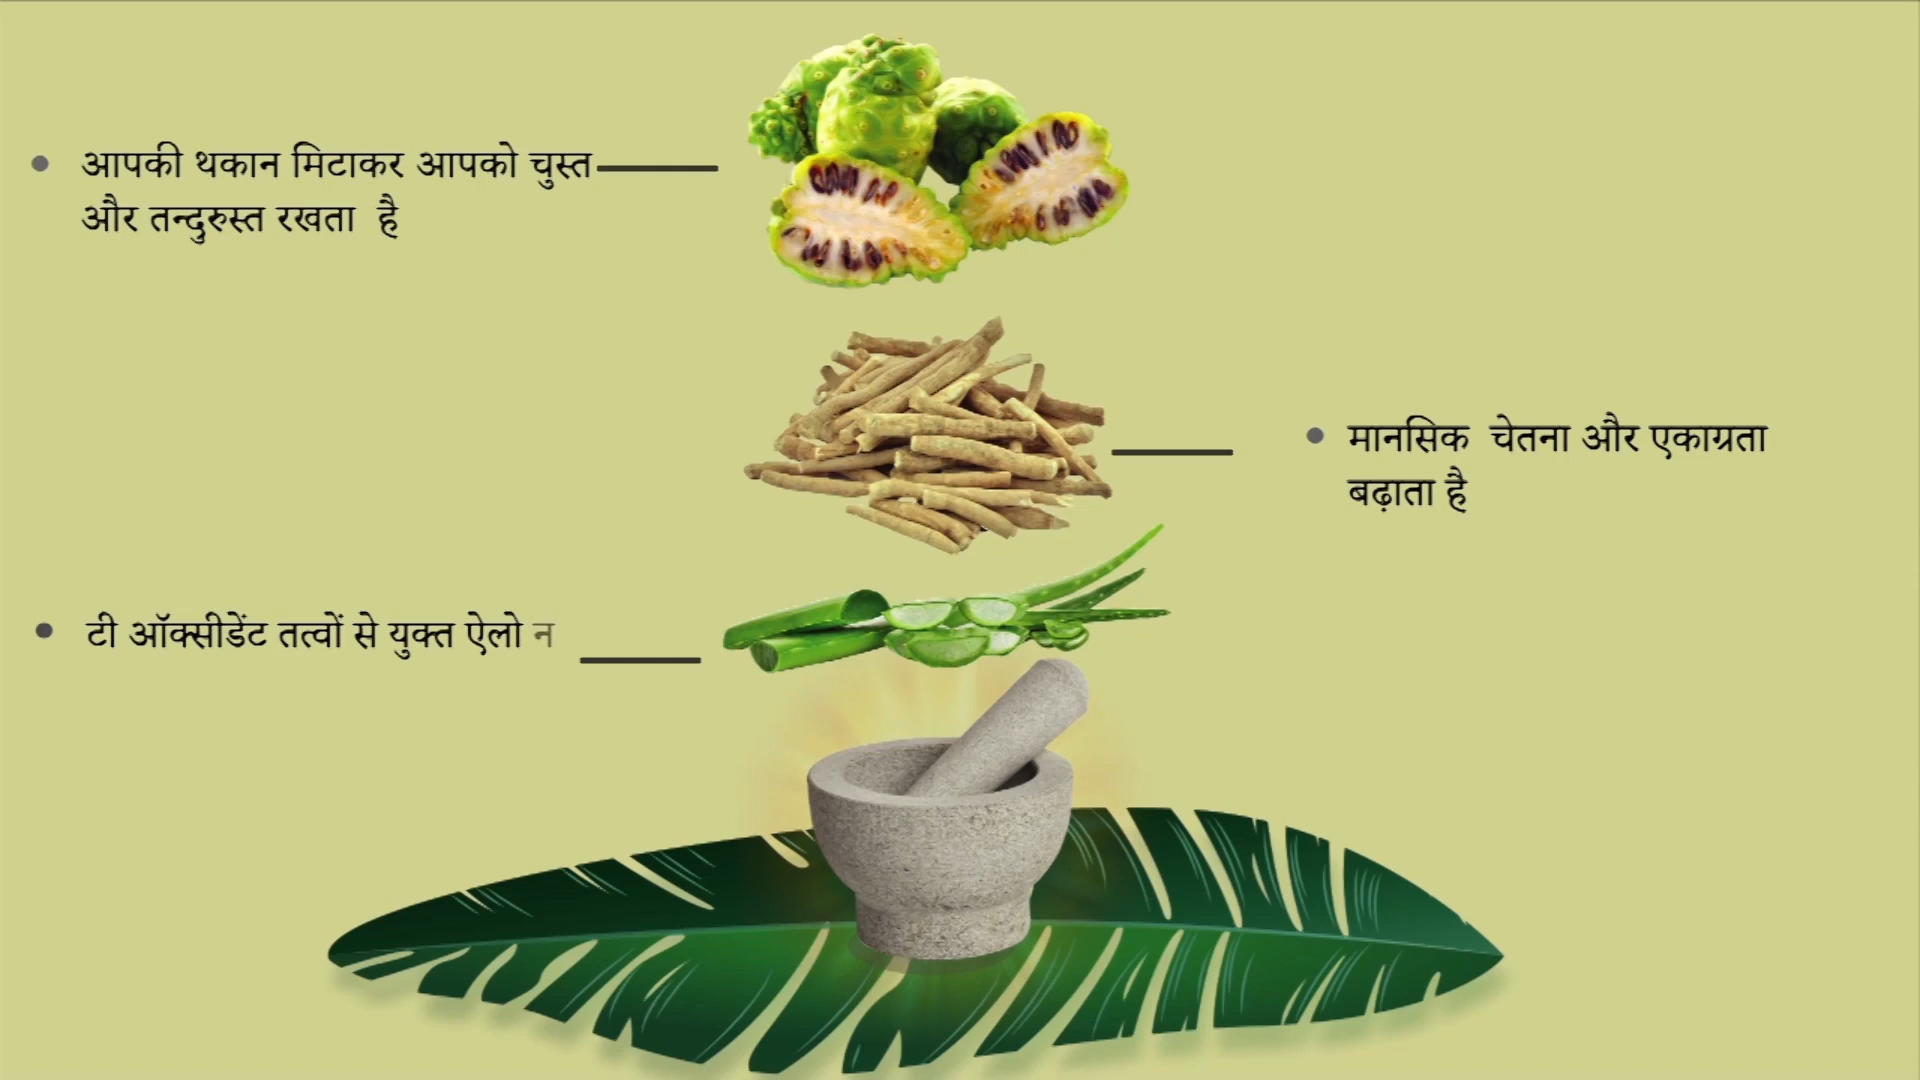 आपकी थकान मिटाकर आपको चुस्त
और तन्दुरुस्त रखता है
मानसिक चेतना और एकाग्रता
बढ़ाता है
टी ऑक्सीडेंट तत्वों से युक्त ऐलो न